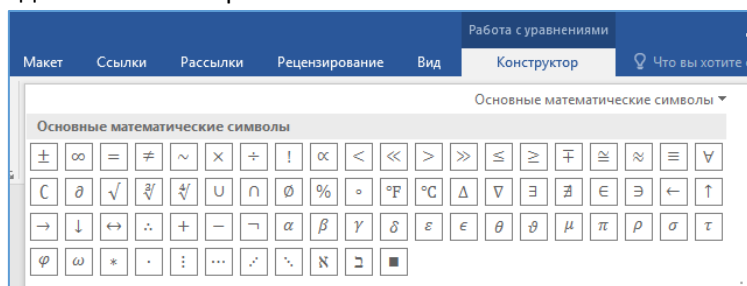 Работа с уравнениями
Макет Ссылки Рассылки Рецензирование Вид Конструктор Что вы хотите
Основные математические символы
Основные математические символы
± ∞ = ≠ ~ × ÷ ! ∝ < ≪ > ≫ ≤ ≥ ∓ ≅ ≈ ≡ ∀
∁ ∂ √ ∛ ∜ ∪ ∩ ∅ % ° °F °C ∆ ∇ ∃ ∄ ∈ ∋ ← ↑
→ ↓ ↔ ∴ + − ¬ α β γ δ ε ϵ θ ϑ μ π ρ σ τ
φ ω * ∙ ⋮ ⋯ ⋰ ⋱ ℵ ℶ ∎